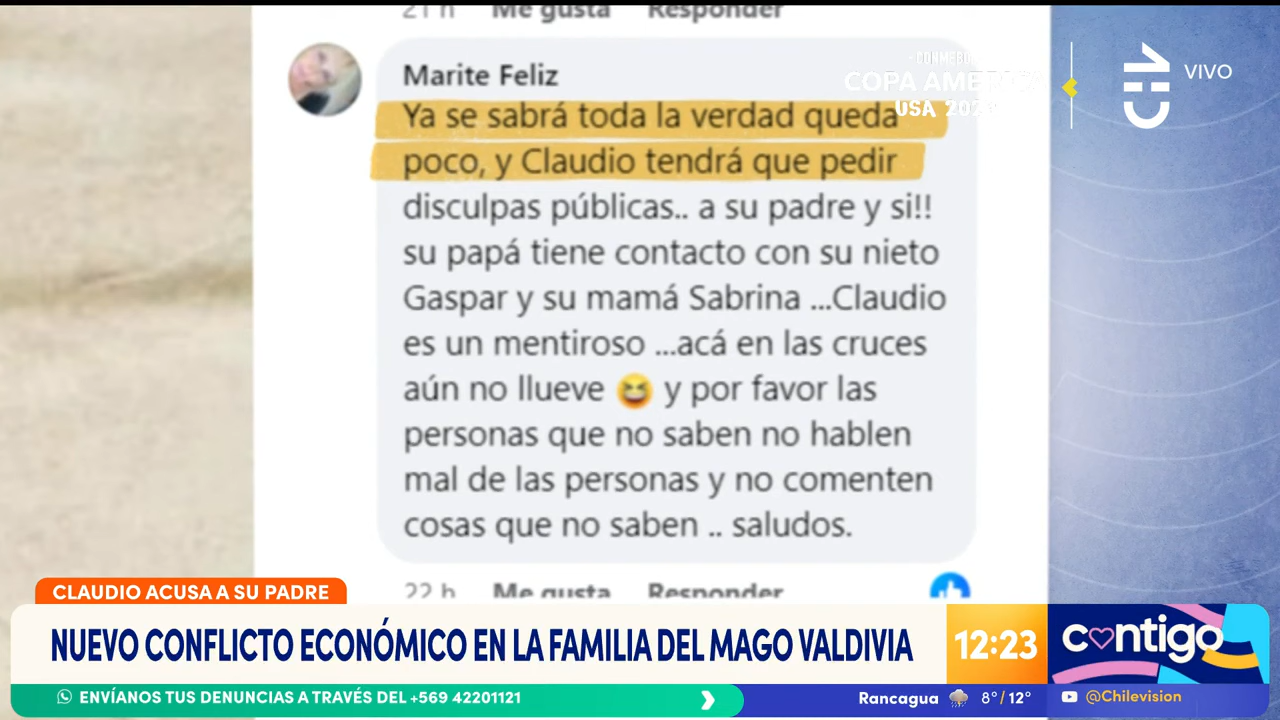 21 h Me gusta Responder
Marite Feliz
Ya se sabrá toda la verdad queda
poco, y Claudio tendrá que pedir
disculpas públicas.. a su padre y si!!
su papá tiene contacto con su nieto
Gaspar y su mamá Sabrina ...Claudio
es un mentiroso ...acá en las cruces
aún no llueve 😆 y por favor las
personas que no saben no hablen
mal de las personas y no comenten
cosas que no saben .. saludos.
22 h Me gusta Responder
CONMEBOL
COPA AMÉRICA
USA 2024
CHV
VIVO
CLAUDIO ACUSA A SU PADRE
NUEVO CONFLICTO ECONÓMICO EN LA FAMILIA DEL MAGO VALDIVIA
12:23
contigo
ENVÍANOS TUS DENUNCIAS A TRAVÉS DEL +569 42201121
Rancagua 8°/12°
@Chilevision